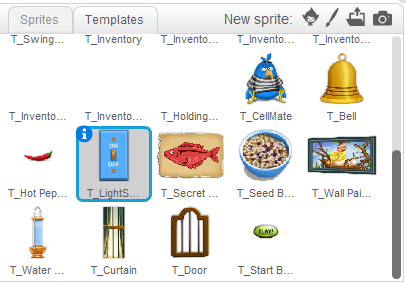 Sprites Templates New sprite:
T_Swing... T_Inventory T_Invento... T_Invento... T_Invento...
T_Invento... T_Invento... T_Holding... T_CellMate T_Bell
ON
OFF
T_Hot Pep... T_LightS... T_Secret ... T_Seed B... T_Wall Pai...
PLAY!
T_Water ... T_Curtain T_Door T_Start B...